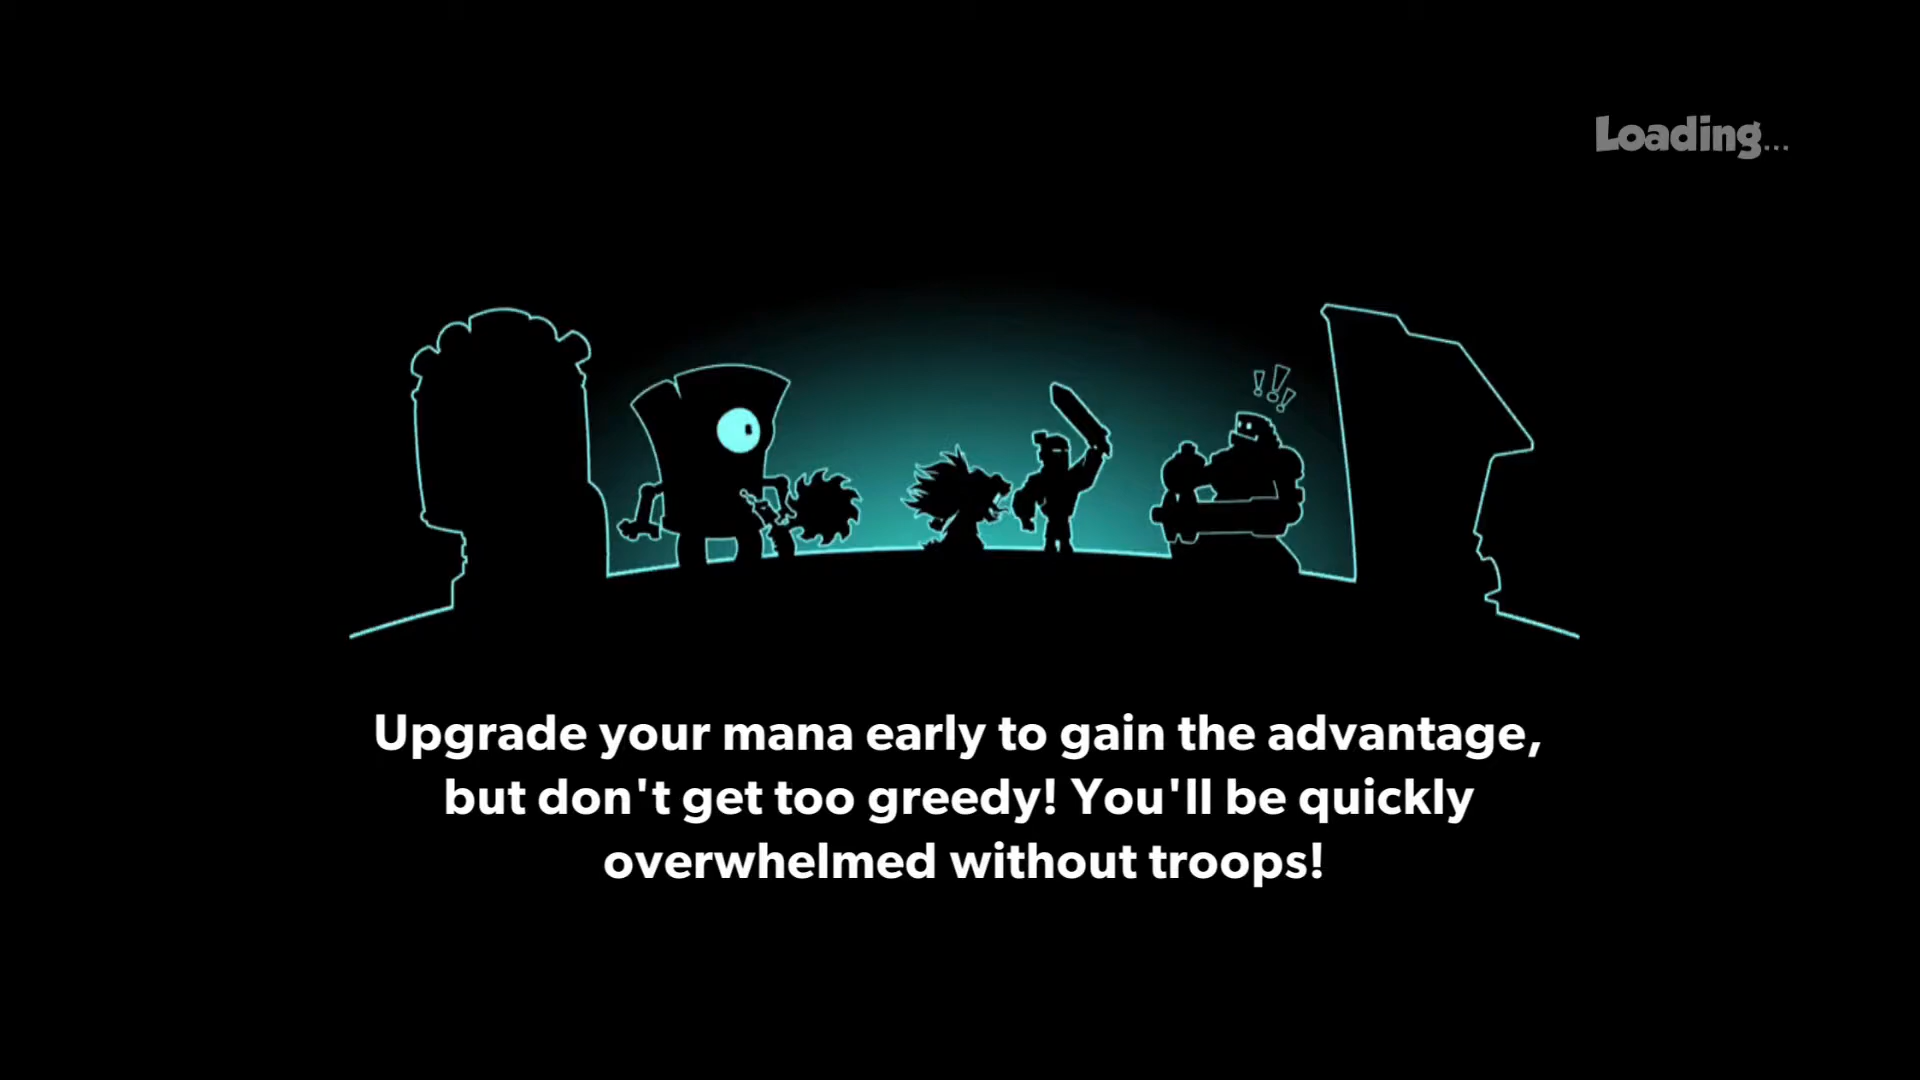 Loading...
!!!
Upgrade your mana early to gain the advantage,
but don't get too greedy! You'll be quickly
overwhelmed without troops!